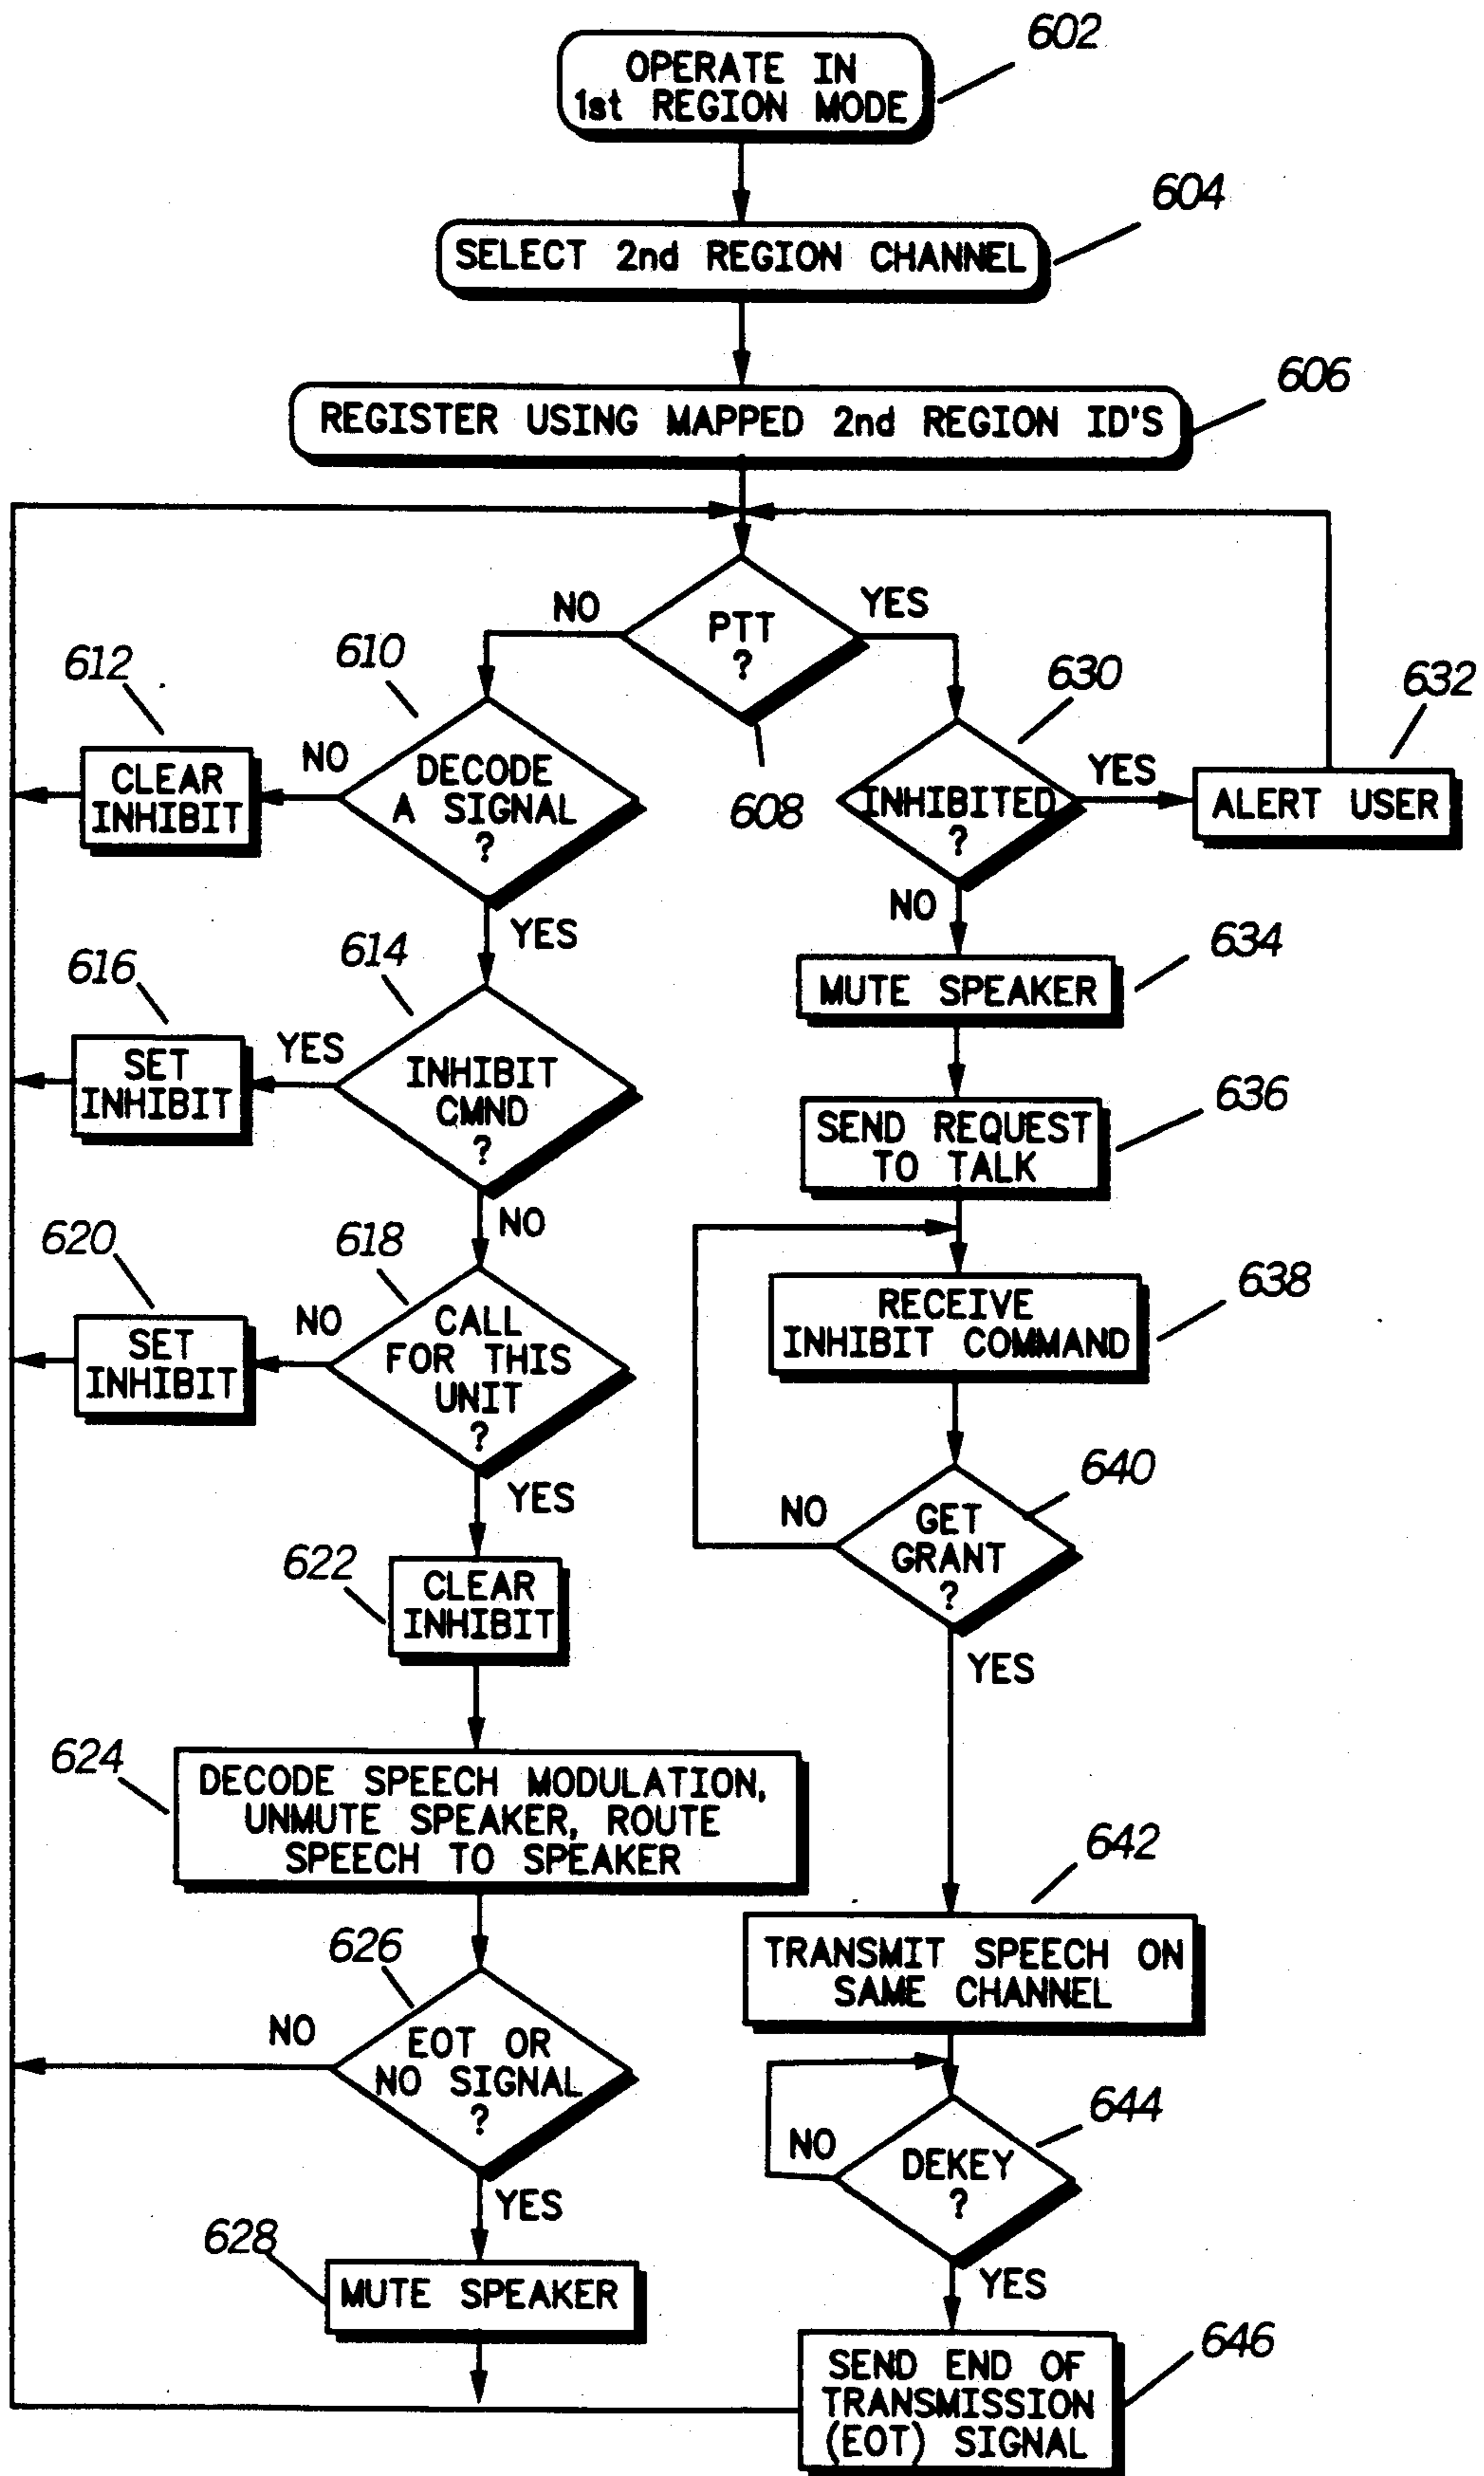 602
OPERATE IN
1st REGION MODE
604
SELECT 2nd REGION CHANNEL
606
REGISTER USING MAPPED 2nd REGION ID'S
NO
PTT
?
YES
608
610
612
DECODE
A SIGNAL
?
NO
CLEAR
INHIBIT
YES
630
632
INHIBITED
?
YES
ALERT USER
NO
614
616
INHIBIT
CMND
?
YES
SET
INHIBIT
NO
634
MUTE SPEAKER
636
SEND REQUEST
TO TALK
618
620
CALL
FOR THIS
UNIT
?
NO
SET
INHIBIT
YES
638
RECEIVE
INHIBIT COMMAND
640
GET
GRANT
?
NO
YES
622
CLEAR
INHIBIT
624
DECODE SPEECH MODULATION,
UNMUTE SPEAKER, ROUTE
SPEECH TO SPEAKER
642
TRANSMIT SPEECH ON
SAME CHANNEL
626
EOT OR
NO SIGNAL
?
NO
YES
644
DEKEY
?
NO
YES
628
MUTE SPEAKER
646
SEND END OF
TRANSMISSION
(EOT) SIGNAL